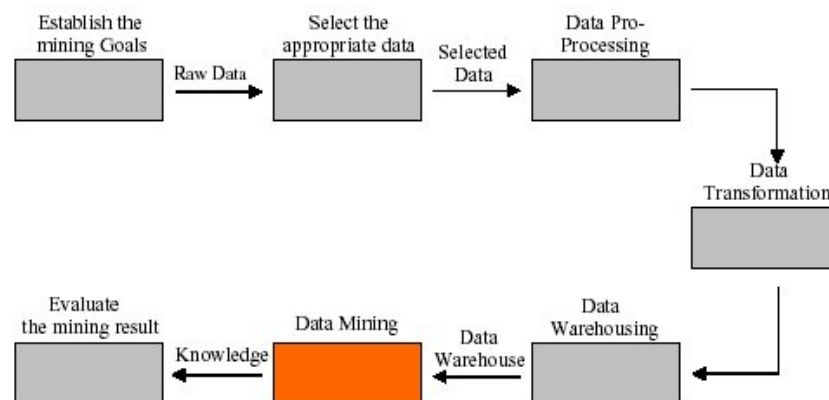 Establish the
mining Goals
Raw Data
Select the
appropriate data
Selected
Data
Data Pro-
Processing
Data
Transformation
Data
Warehousing
Data
Warehouse
Data Mining
Knowledge
Evaluate
the mining result